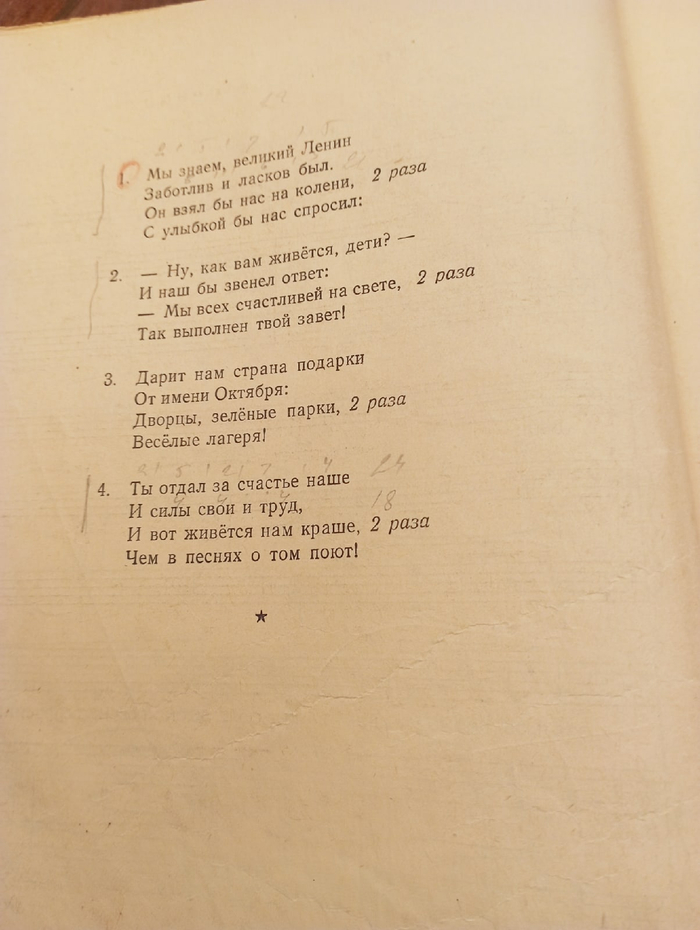 1. Мы знаем, великий Ленин
Заботлив и ласков был.
Он взял бы нас на колени, 2 раза
С улыбкой бы нас спросил:
2. — Ну, как вам живётся, дети? —
И наш бы звенел ответ:
— Мы всех счастливей на свете, 2 раза
Так выполнен твой завет!
3. Дарит нам страна подарки
От имени Октября:
Дворцы, зелёные парки, 2 раза
Весёлые лагеря!
4. Ты отдал за счастье наше
И силы свои и труд,
И вот живётся нам краше, 2 раза
Чем в песнях о том поют!